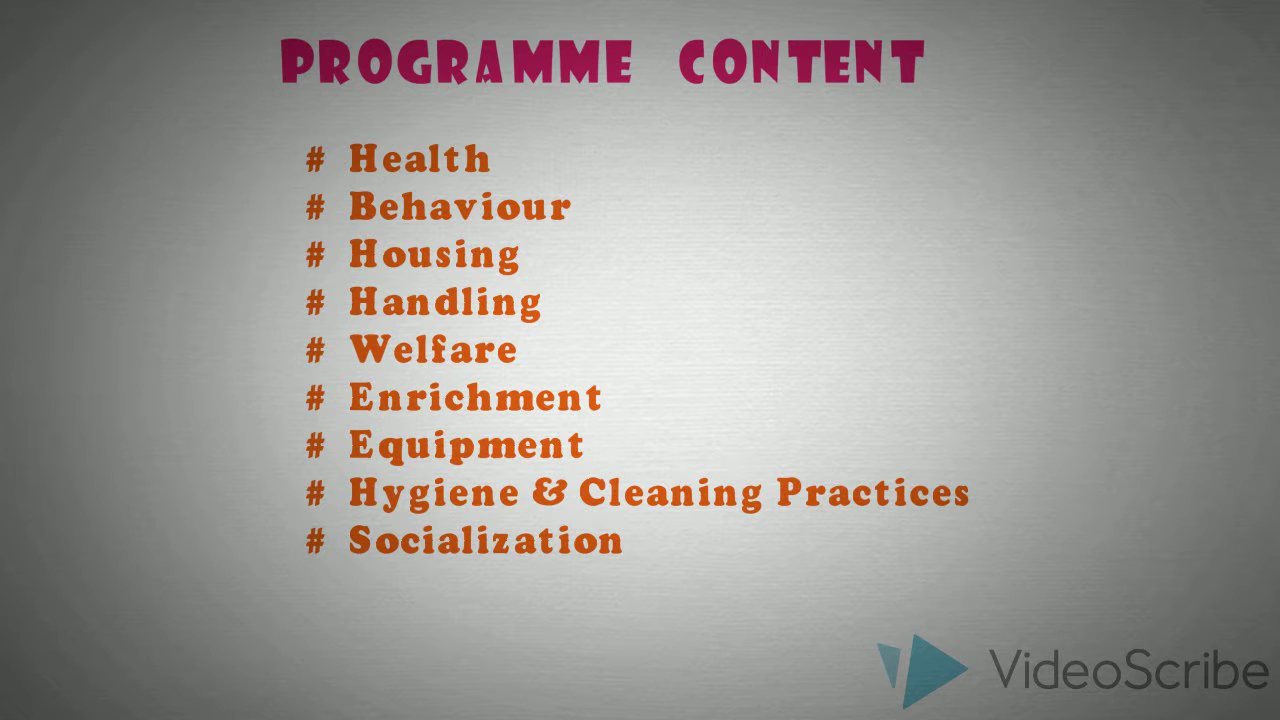 PROGRAMME CONTENT
# Health
# Behaviour
# Housing
# Handling
# Welfare
# Enrichment
# Equipment
# Hygiene & Cleaning Practices
# Socialization
VideoScribe